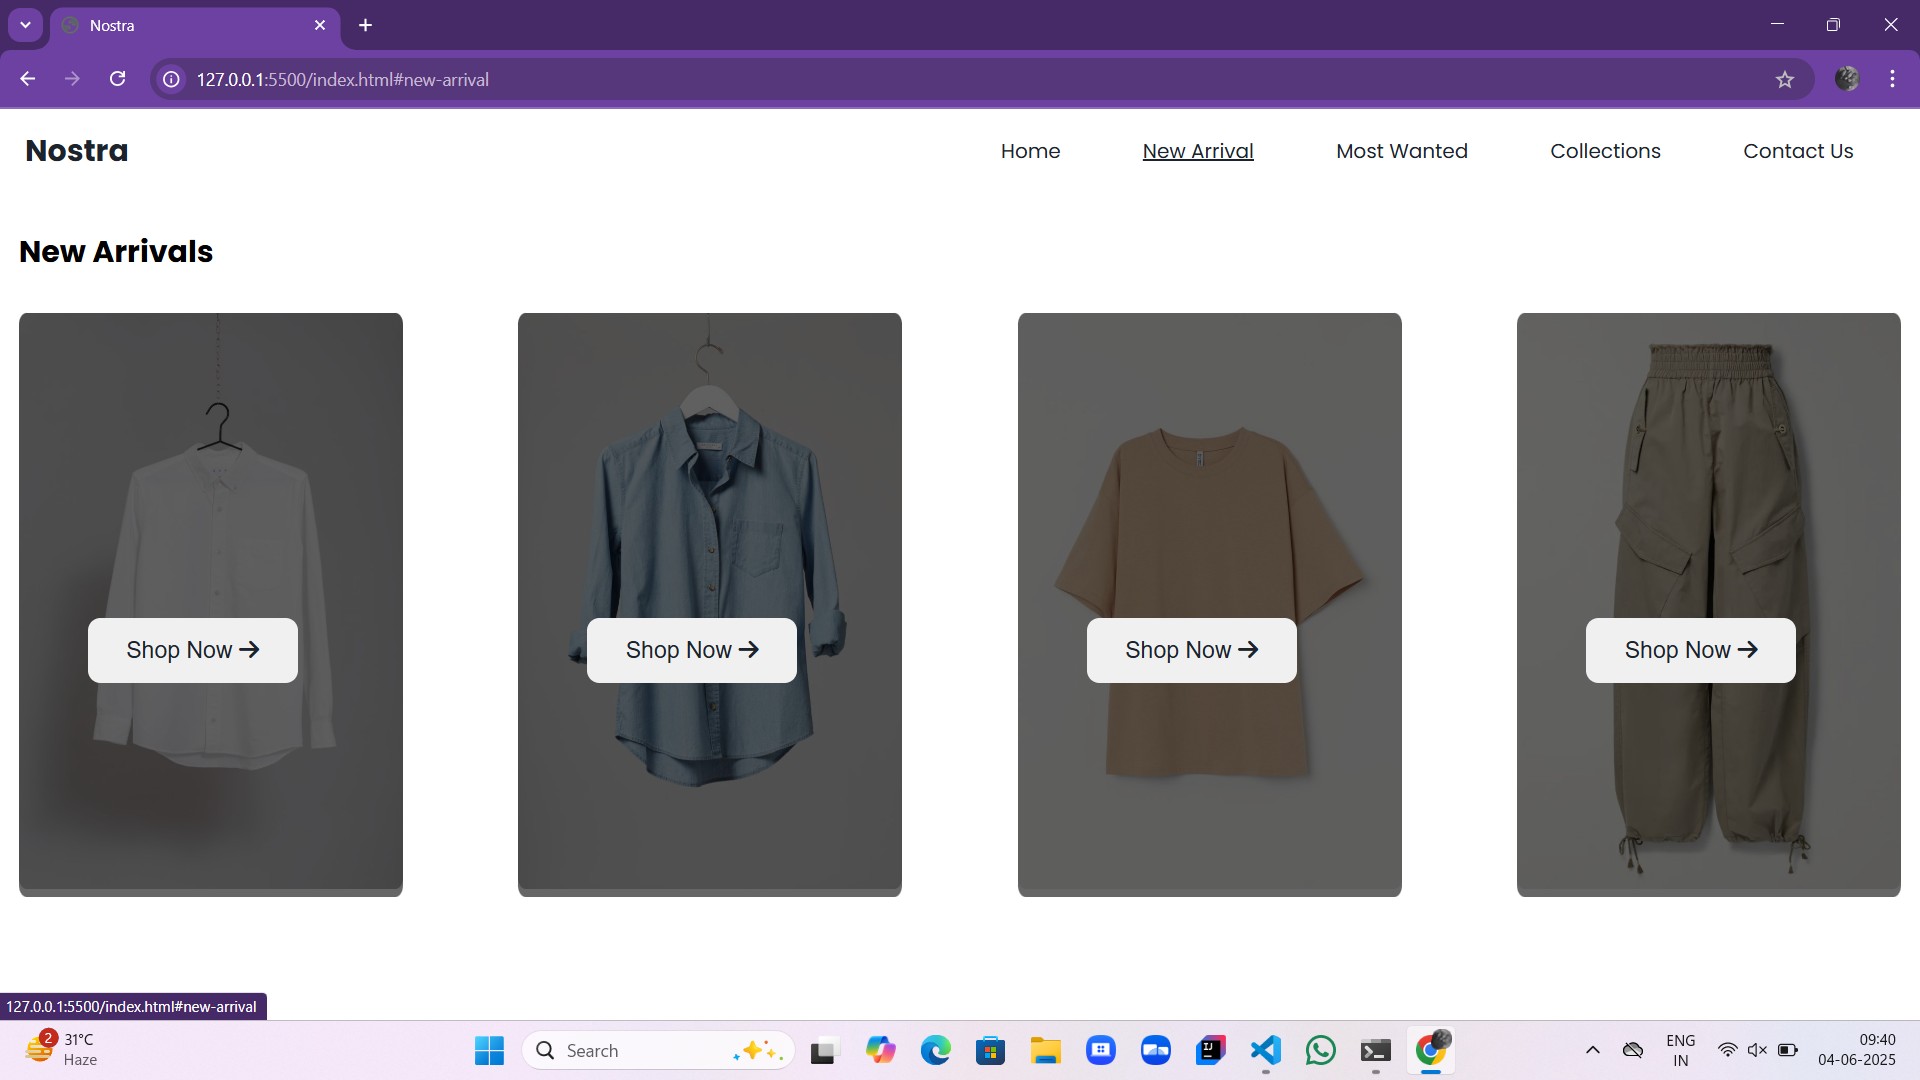 Nostra
127.0.0.1:5500/index.html#new-arrival
Nostra
Home
New Arrival
Most Wanted
Collections
Contact Us
New Arrivals
Shop Now
Shop Now
Shop Now
Shop Now
127.0.0.1:5500/index.html#new-arrival
2
31°C
Haze
Search
IJ
ENG
IN
09:40
04-06-2025